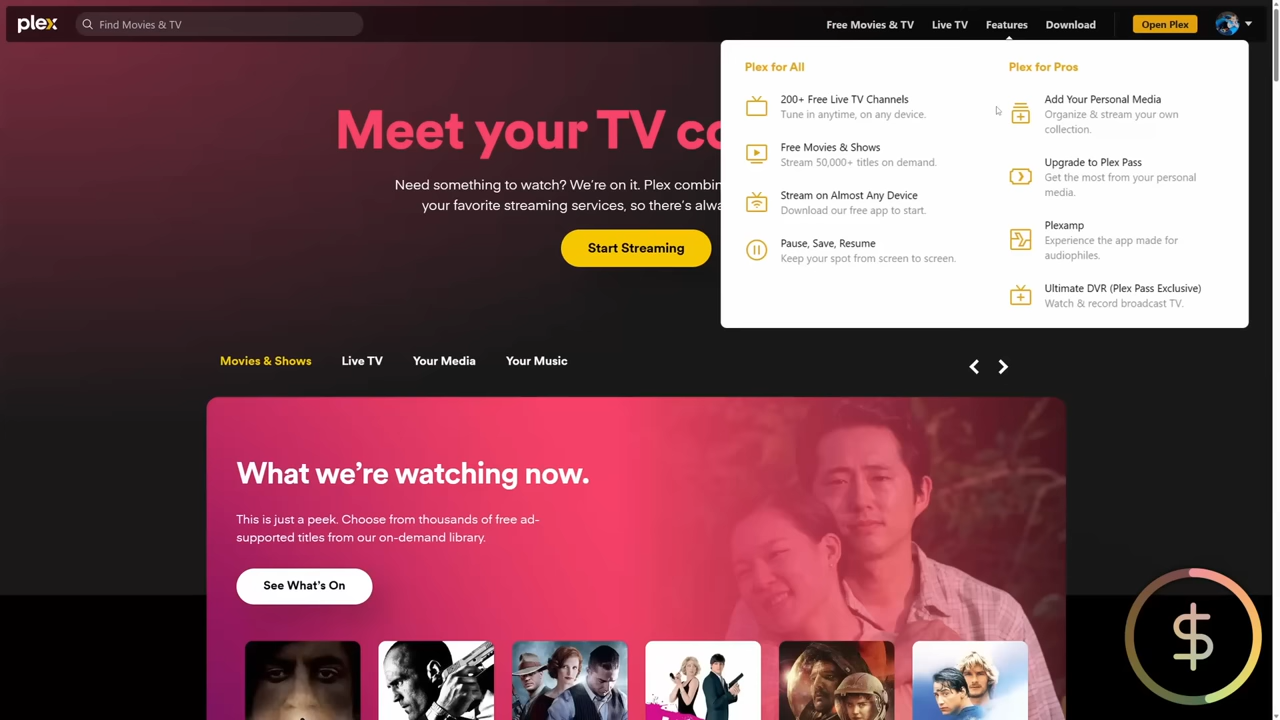 plex
Find Movies & TV
Free Movies & TV
Live TV
Features
Download
Open Plex
Plex for All
200+ Free Live TV Channels
Tune in anytime, on any device.
Free Movies & Shows
Stream 50,000+ titles on demand.
Stream on Almost Any Device
Download our free app to start.
Pause, Save, Resume
Keep your spot from screen to screen.
Plex for Pros
Add Your Personal Media
Organize & stream your own
collection.
Upgrade to Plex Pass
Get the most from your personal
media.
Plexamp
Experience the app made for
audiophiles.
Ultimate DVR (Plex Pass Exclusive)
Watch & record broadcast TV.
Meet your TV co
Need something to watch? We're on it. Plex combin
your favorite streaming services, so there's alwa
Start Streaming
Movies & Shows
Live TV
Your Media
Your Music
What we're watching now.
This is just a peek. Choose from thousands of free ad-
supported titles from our on-demand library.
See What's On
$